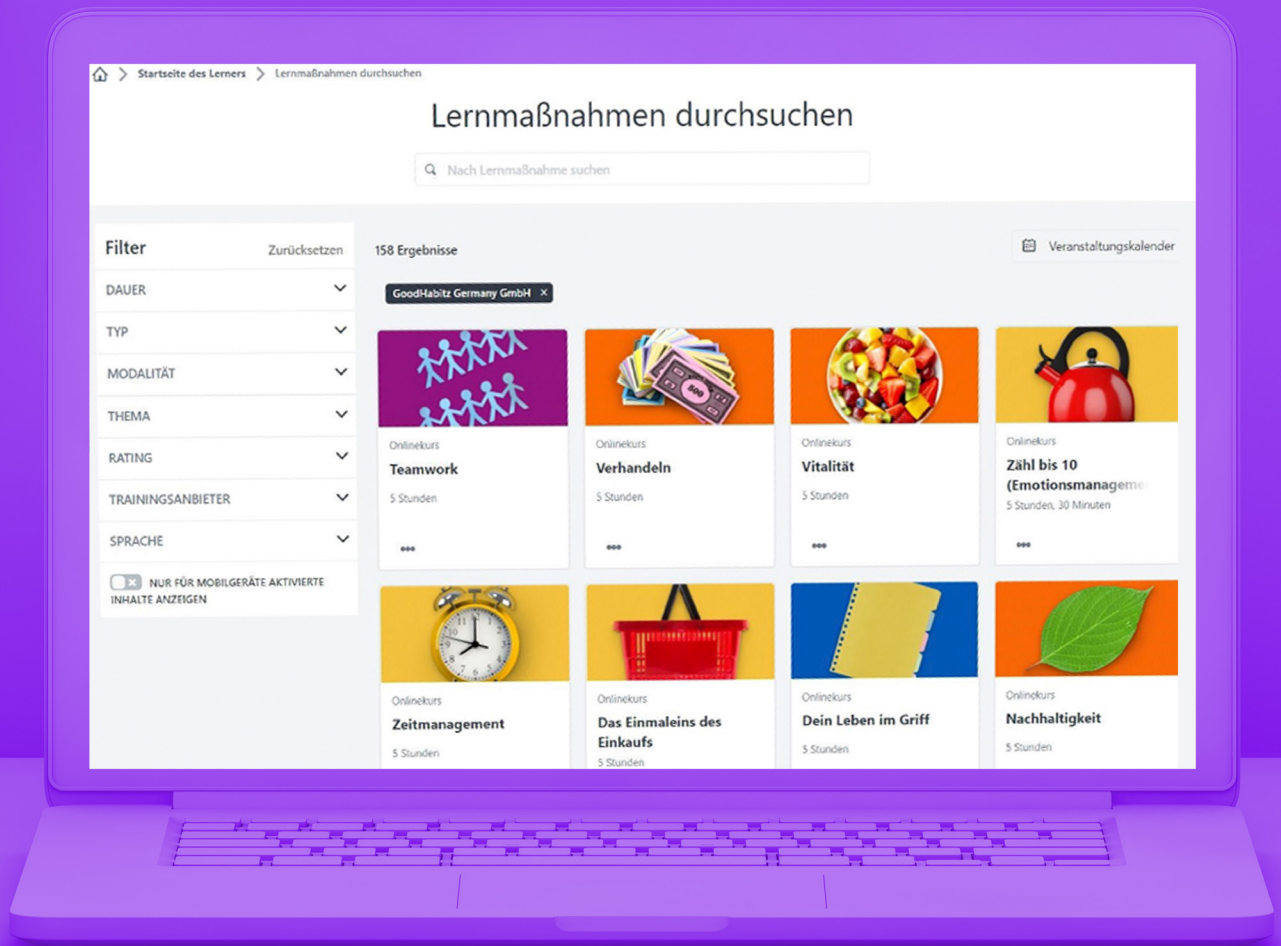 Startseite des Lerners
Lernmaßnahmen durchsuchen
Lernmaßnahmen durchsuchen
Nach Lernmaßnahme suchen
Filter
Zurücksetzen
DAUER
TYP
MODALITÄT
THEMA
RATING
TRAININGSANBIETER
SPRACHE
NUR FÜR MOBILGERÄTE AKTIVIERTE
INHALTE ANZEIGEN
158 Ergebnisse
Veranstaltungskalender
GoodHabitz Germany GmbH ×
Onlinekurs
Teamwork
5 Stunden
500
Onlinekurs
Verhandeln
5 Stunden
Onlinekurs
Vitalität
5 Stunden
Onlinekurs
Zähl bis 10
(Emotionsmanageme
5 Stunden, 30 Minuten
Onlinekurs
Zeitmanagement
5 Stunden
Onlinekurs
Das Einmaleins des
Einkaufs
5 Stunden
Onlinekurs
Dein Leben im Griff
5 Stunden
Onlinekurs
Nachhaltigkeit
5 Stunden